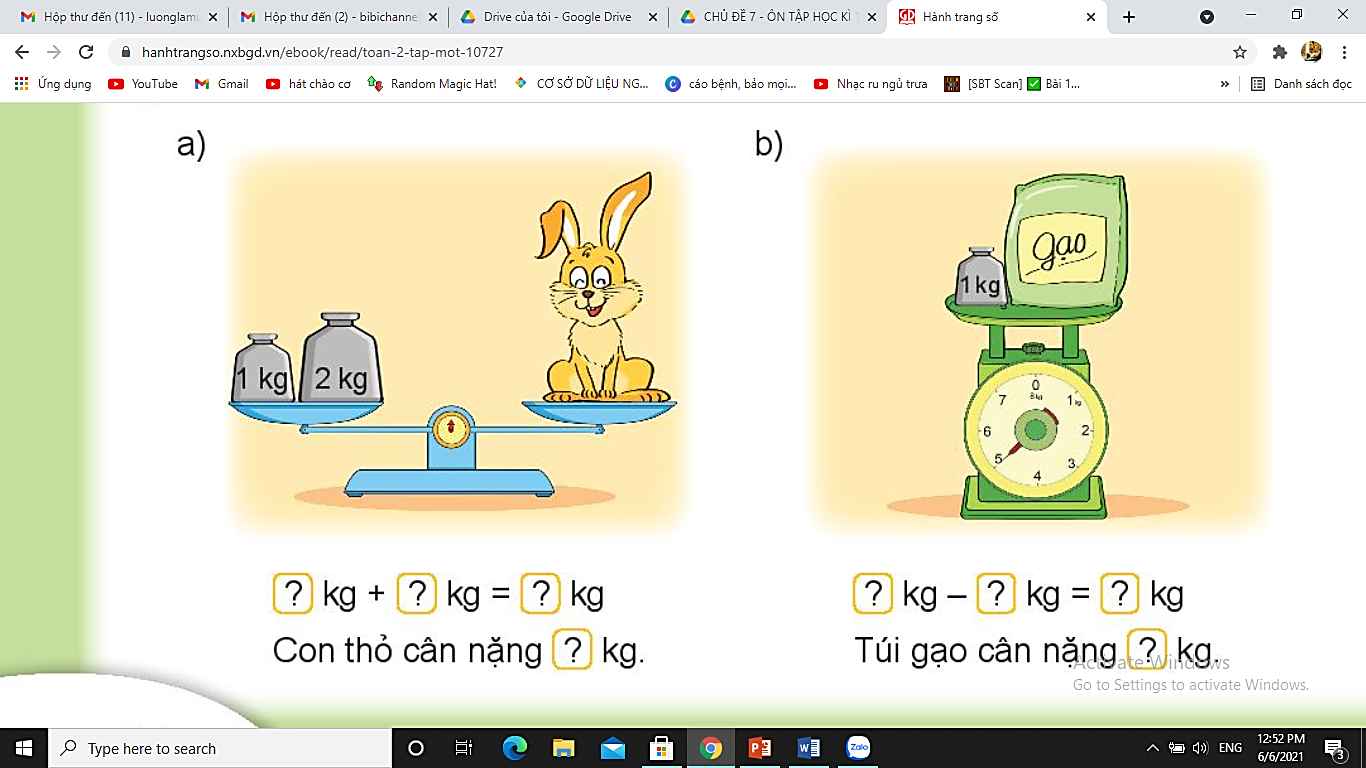 Hộp thư đến (11) - luonglamu
Hộp thư đến (2) - bibichanne
Drive của tôi - Google Drive
CHỦ ĐỀ 7 - ÔN TẬP HỌC KÌ 1
Hành trang số
hanhtrangso.nxbgd.vn/ebook/read/toan-2-tap-mot-10727
Ứng dụng
YouTube
Gmail
hát chào cơ
Random Magic Hat!
CƠ SỞ DỮ LIỆU NG...
cáo bệnh, bảo mọi...
Nhạc ru ngủ trưa
[SBT Scan] ✅ Bài 1...
»
Danh sách đọc
a)
1 kg
2 kg
? kg + ? kg = ? kg
Con thỏ cân nặng ? kg.
b)
gạo
1 kg
0
8kg
1kg
2
3
4
5
6
7
? kg – ? kg = ? kg
Túi gạo cân nặng ? kg.
Activate Windows
Go to Settings to activate Windows.
Type here to search
Zalo
ENG
12:52 PM
6/6/2021
3